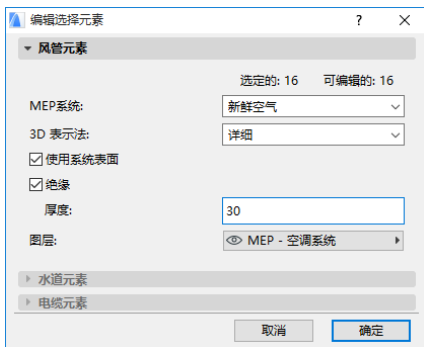 编辑选择元素
风管元素
选定的: 16 可编辑的: 16
MEP系统: 新鲜空气
3D 表示法: 详细
使用系统表面
绝缘
厚度: 30
图层: MEP - 空调系统
水道元素
电缆元素
取消 确定